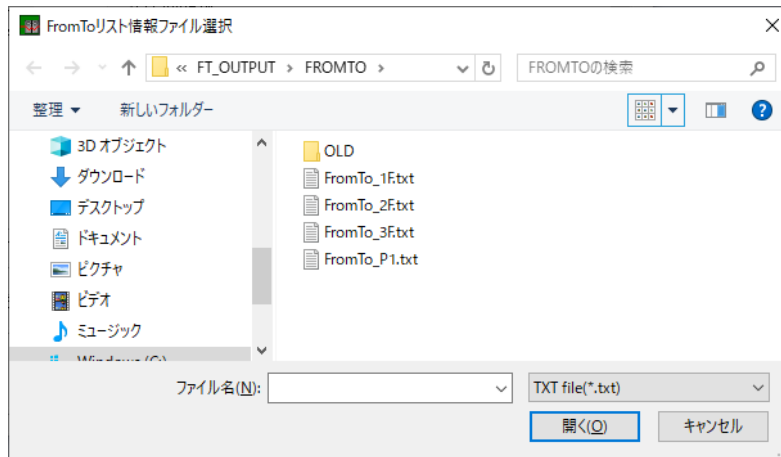 FromToリスト情報ファイル選択
« FT_OUTPUT › FROMTO ›
FROMTOの検索
整理
新しいフォルダー
3D オブジェクト
ダウンロード
デスクトップ
ドキュメント
ピクチャ
ビデオ
ミュージック
Windows (C:)
OLD
FromTo_1F.txt
FromTo_2F.txt
FromTo_3F.txt
FromTo_P1.txt
ファイル名(N):
TXT file(*.txt)
開く(O)
キャンセル